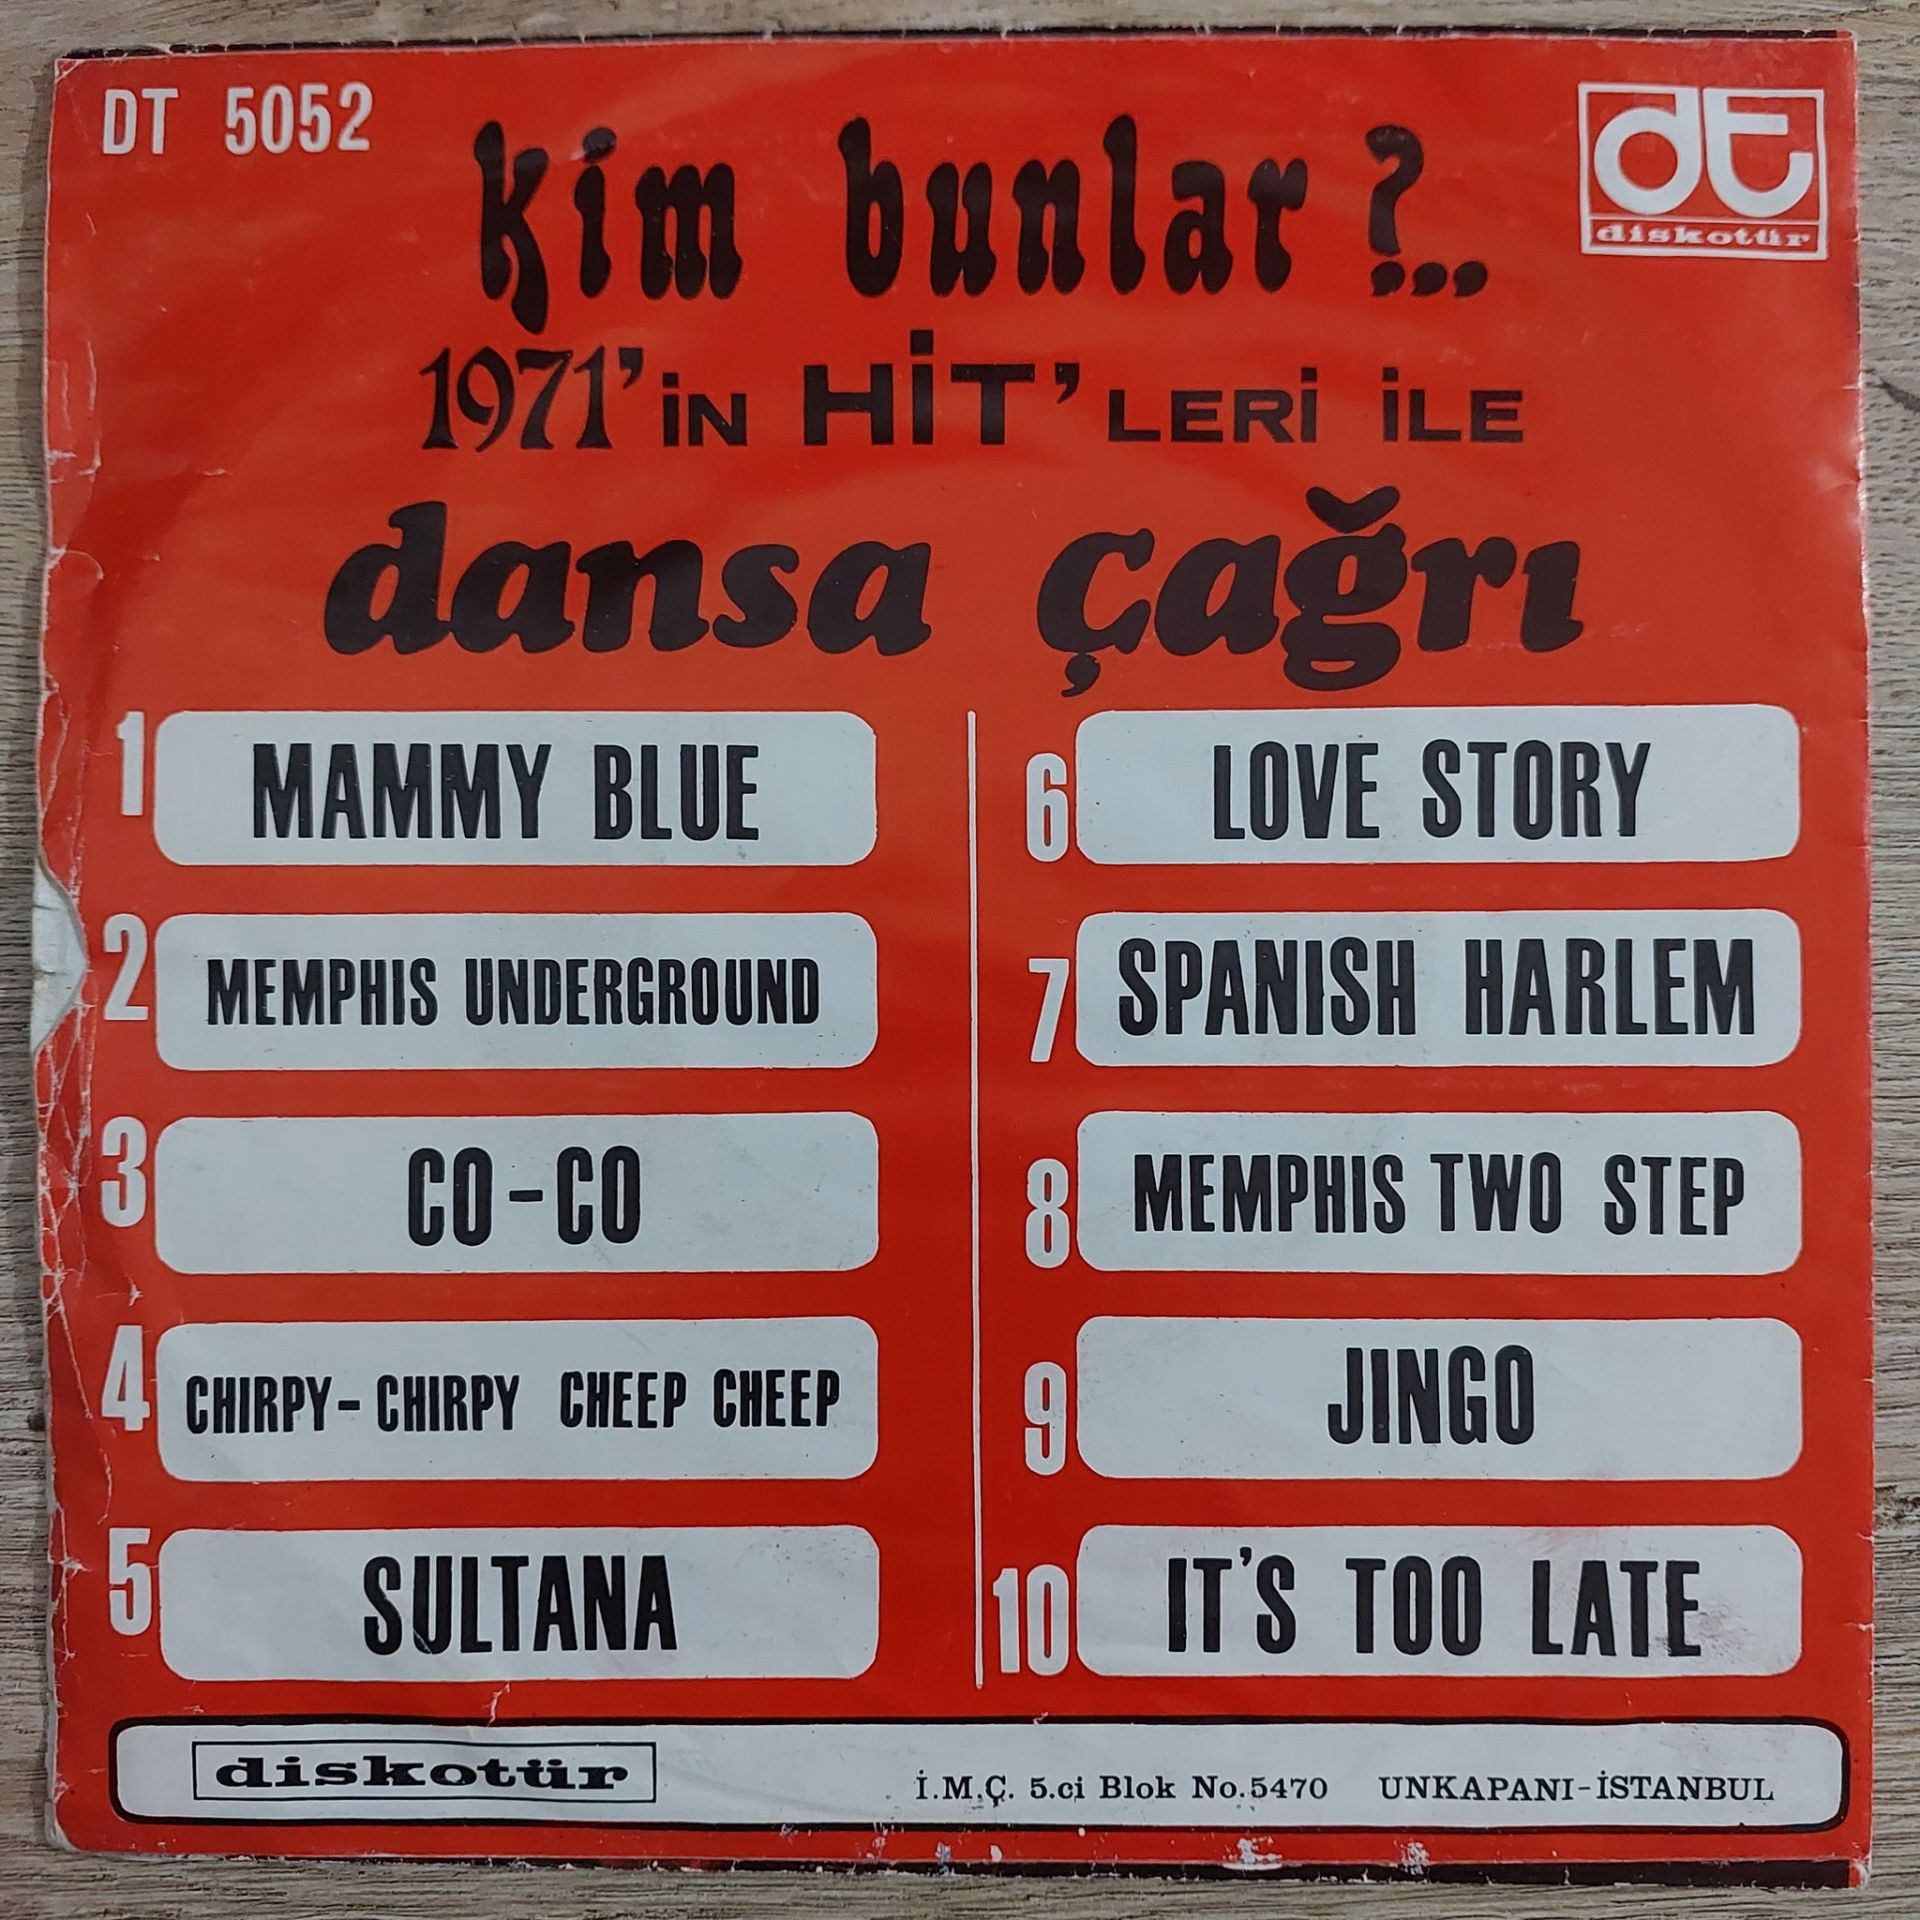 DT 5052
dt
diskotür
Kim bunlar?...
1971'in HİT'LERİ İLE
dansa çağrı
1 MAMMY BLUE
2 MEMPHIS UNDERGROUND
3 CO-CO
4 CHIRPY-CHIRPY CHEEP CHEEP
5 SULTANA
6 LOVE STORY
7 SPANISH HARLEM
8 MEMPHIS TWO STEP
9 JINGO
10 IT'S TOO LATE
diskotür İ.M.Ç. 5.ci Blok No.5470 UNKAPANI-İSTANBUL